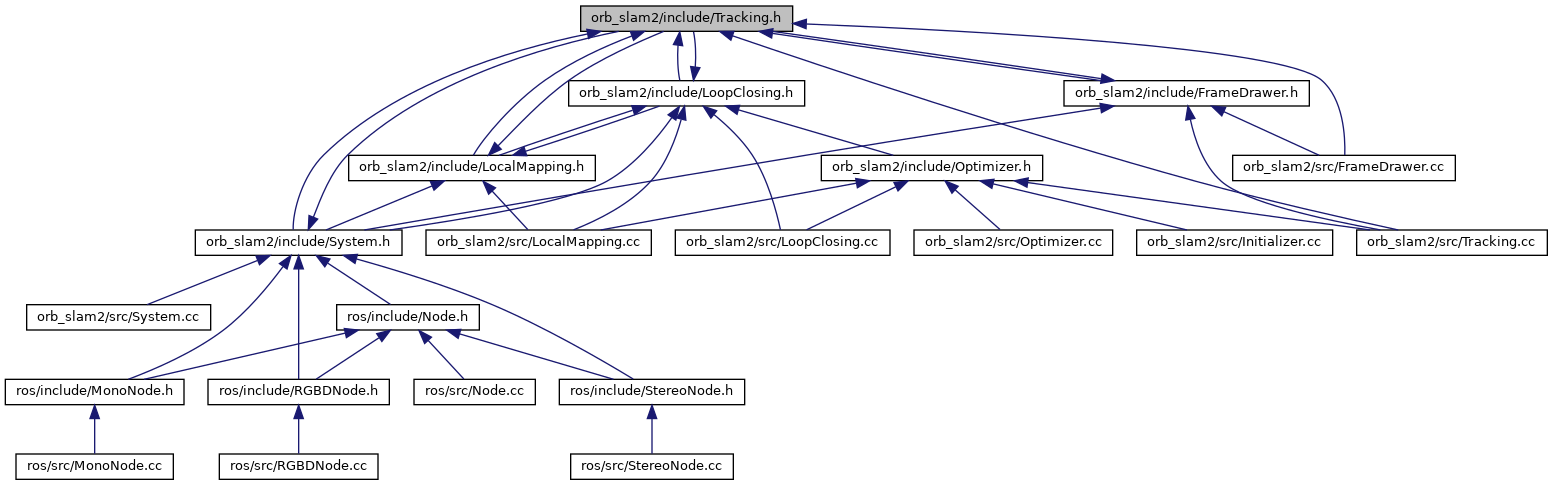 orb_slam2/include/Tracking.h
orb_slam2/include/LoopClosing.h
orb_slam2/include/FrameDrawer.h
orb_slam2/include/LocalMapping.h
orb_slam2/include/Optimizer.h
orb_slam2/src/FrameDrawer.cc
orb_slam2/include/System.h
orb_slam2/src/LocalMapping.cc
orb_slam2/src/LoopClosing.cc
orb_slam2/src/Optimizer.cc
orb_slam2/src/Initializer.cc
orb_slam2/src/Tracking.cc
orb_slam2/src/System.cc
ros/include/Node.h
ros/include/MonoNode.h
ros/include/RGBDNode.h
ros/src/Node.cc
ros/include/StereoNode.h
ros/src/MonoNode.cc
ros/src/RGBDNode.cc
ros/src/StereoNode.cc